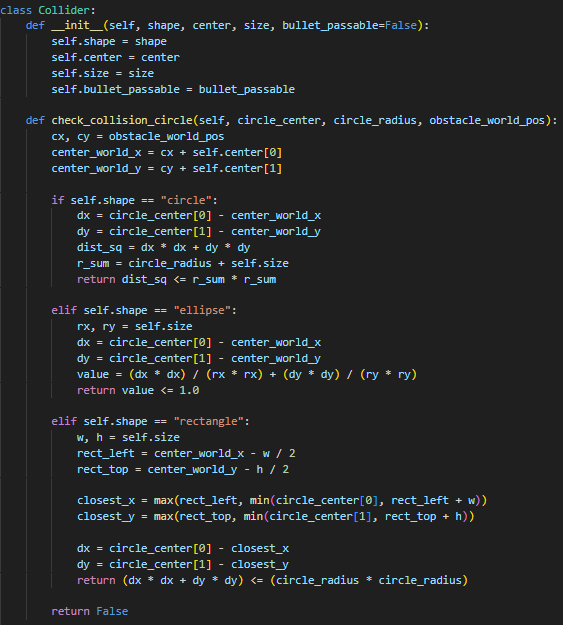 class Collider:
    def __init__(self, shape, center, size, bullet_passable=False):
        self.shape = shape
        self.center = center
        self.size = size
        self.bullet_passable = bullet_passable

    def check_collision_circle(self, circle_center, circle_radius, obstacle_world_pos):
        cx, cy = obstacle_world_pos
        center_world_x = cx + self.center[0]
        center_world_y = cy + self.center[1]

        if self.shape == "circle":
            dx = circle_center[0] - center_world_x
            dy = circle_center[1] - center_world_y
            dist_sq = dx * dx + dy * dy
            r_sum = circle_radius + self.size
            return dist_sq <= r_sum * r_sum

        elif self.shape == "ellipse":
            rx, ry = self.size
            dx = circle_center[0] - center_world_x
            dy = circle_center[1] - center_world_y
            value = (dx * dx) / (rx * rx) + (dy * dy) / (ry * ry)
            return value <= 1.0

        elif self.shape == "rectangle":
            w, h = self.size
            rect_left = center_world_x - w / 2
            rect_top = center_world_y - h / 2

            closest_x = max(rect_left, min(circle_center[0], rect_left + w))
            closest_y = max(rect_top, min(circle_center[1], rect_top + h))

            dx = circle_center[0] - closest_x
            dy = circle_center[1] - closest_y
            return (dx * dx + dy * dy) <= (circle_radius * circle_radius)

        return False